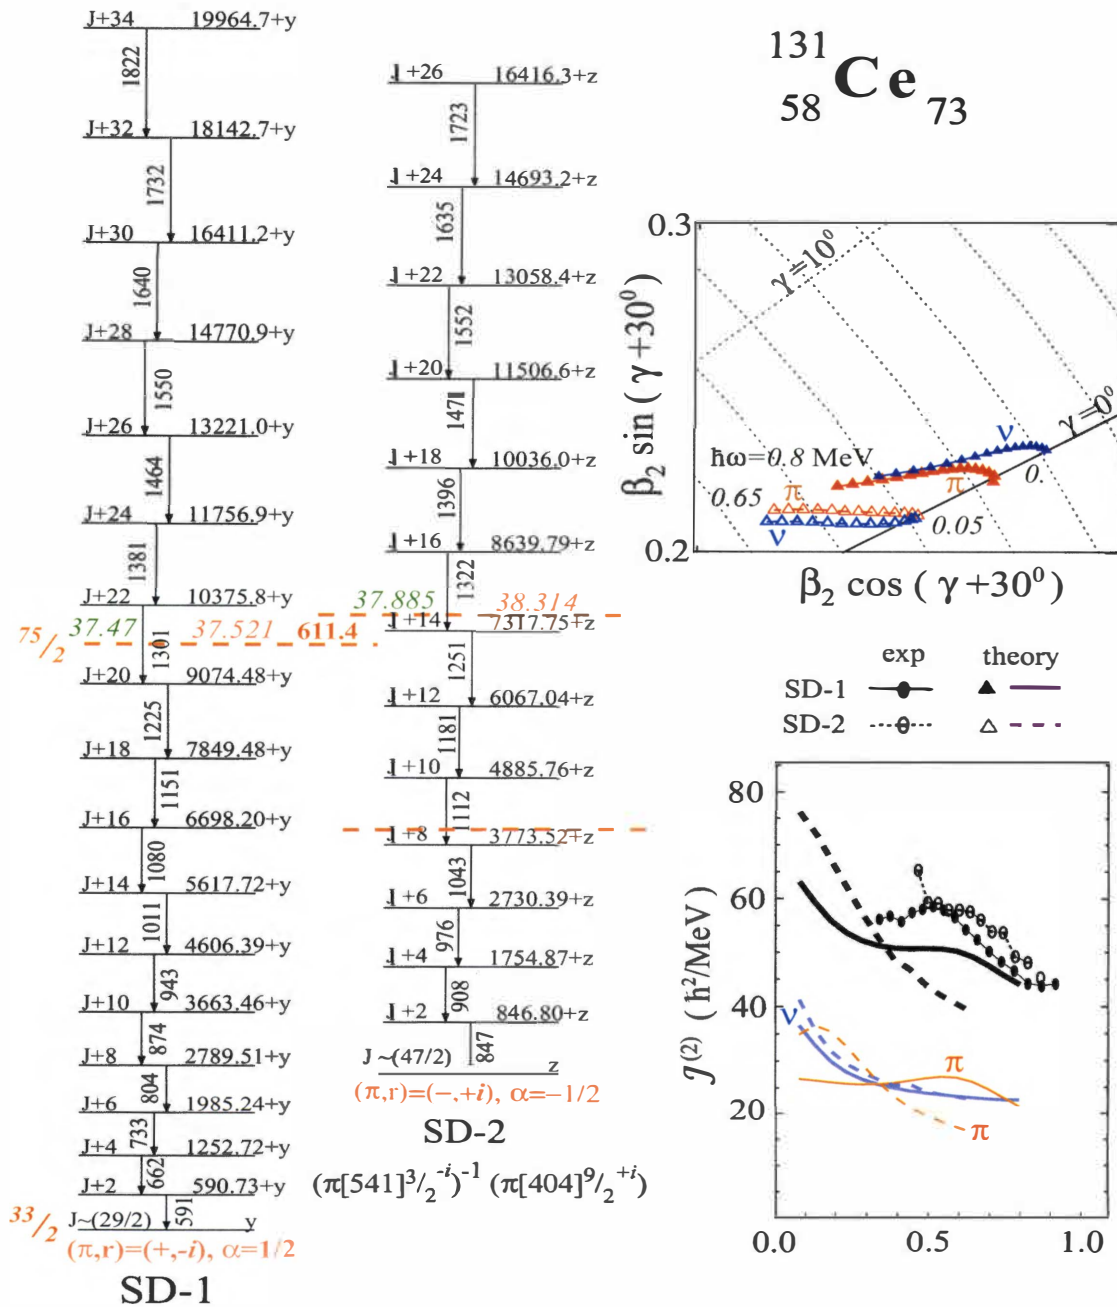 J+34 19964.7+y
1822
J+32 18142.7+y
1732
J+30 16411.2+y
1640
J+28 14770.9+y
1550
J+26 13221.0+y
1464
J+24 11756.9+y
1381
J+22 10375.8+y
37.47 37.521 611.4
75/2
1301
J+20 9074.48+y
1225
J+18 7849.48+y
1151
J+16 6698.20+y
1080
J+14 5617.72+y
1011
J+12 4606.39+y
943
J+10 3663.46+y
874
J+8 2789.51+y
804
J+6 1985.24+y
733
J+4 1252.72+y
662
J+2 590.73+y
591
33/2 J~(29/2) y
(π,r)=(+,-i), α=1/2
SD-1
J+26 16416.3+z
1723
J+24 14693.2+z
1635
J+22 13058.4+z
1552
J+20 11506.6+z
1471
J+18 10036.0+z
1396
J+16 8639.79+z
1322
37.885 38.314
J+14 7317.75+z
1251
J+12 6067.04+z
1181
J+10 4885.76+z
1112
J+8 3773.52+z
1043
J+6 2730.39+z
976
J+4 1754.87+z
908
J+2 846.80+z
847
J~(47/2) z
(π,r)=(−,+i), α=−1/2
SD-2
(π[541]3/2⁻ⁱ)⁻¹ (π[404]9/2⁺ⁱ)
131
58 Ce 73
0.3
γ=10⁰
γ=0⁰
β₂ sin ( γ+30⁰)
ν
ħω=0.8 MeV
π
0.
0.65 π
0.05
ν
0.2
β₂ cos ( γ+30⁰)
exp theory
SD-1
SD-2
80
60
40
20
J⁽²⁾ ( ħ²/MeV)
ν
π
π
0.0 0.5 1.0